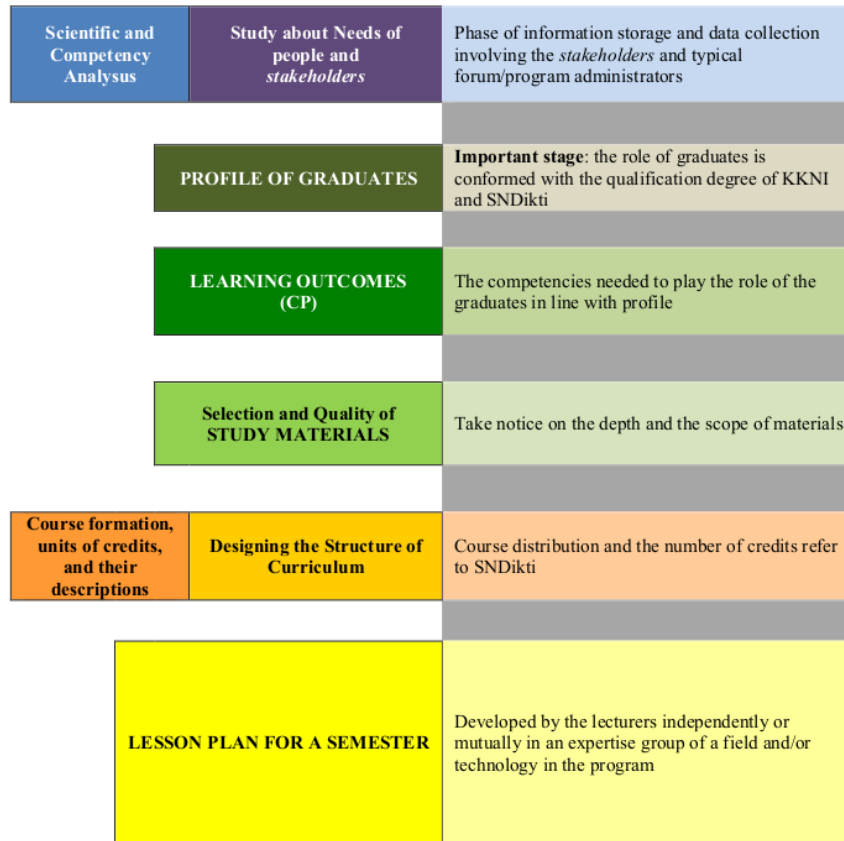 Scientific and
Competency
Analysus
Study about Needs of
people and
stakeholders
Phase of information storage and data collection
involving the stakeholders and typical
forum/program administrators
PROFILE OF GRADUATES
Important stage: the role of graduates is
conformed with the qualification degree of KKNI
and SNDikti
LEARNING OUTCOMES
(CP)
The competencies needed to play the role of the
graduates in line with profile
Selection and Quality of
STUDY MATERIALS
Take notice on the depth and the scope of materials
Course formation,
units of credits,
and their
descriptions
Designing the Structure of
Curriculum
Course distribution and the number of credits refer
to SNDikti
LESSON PLAN FOR A SEMESTER
Developed by the lecturers independently or
mutually in an expertise group of a field and/or
technology in the program